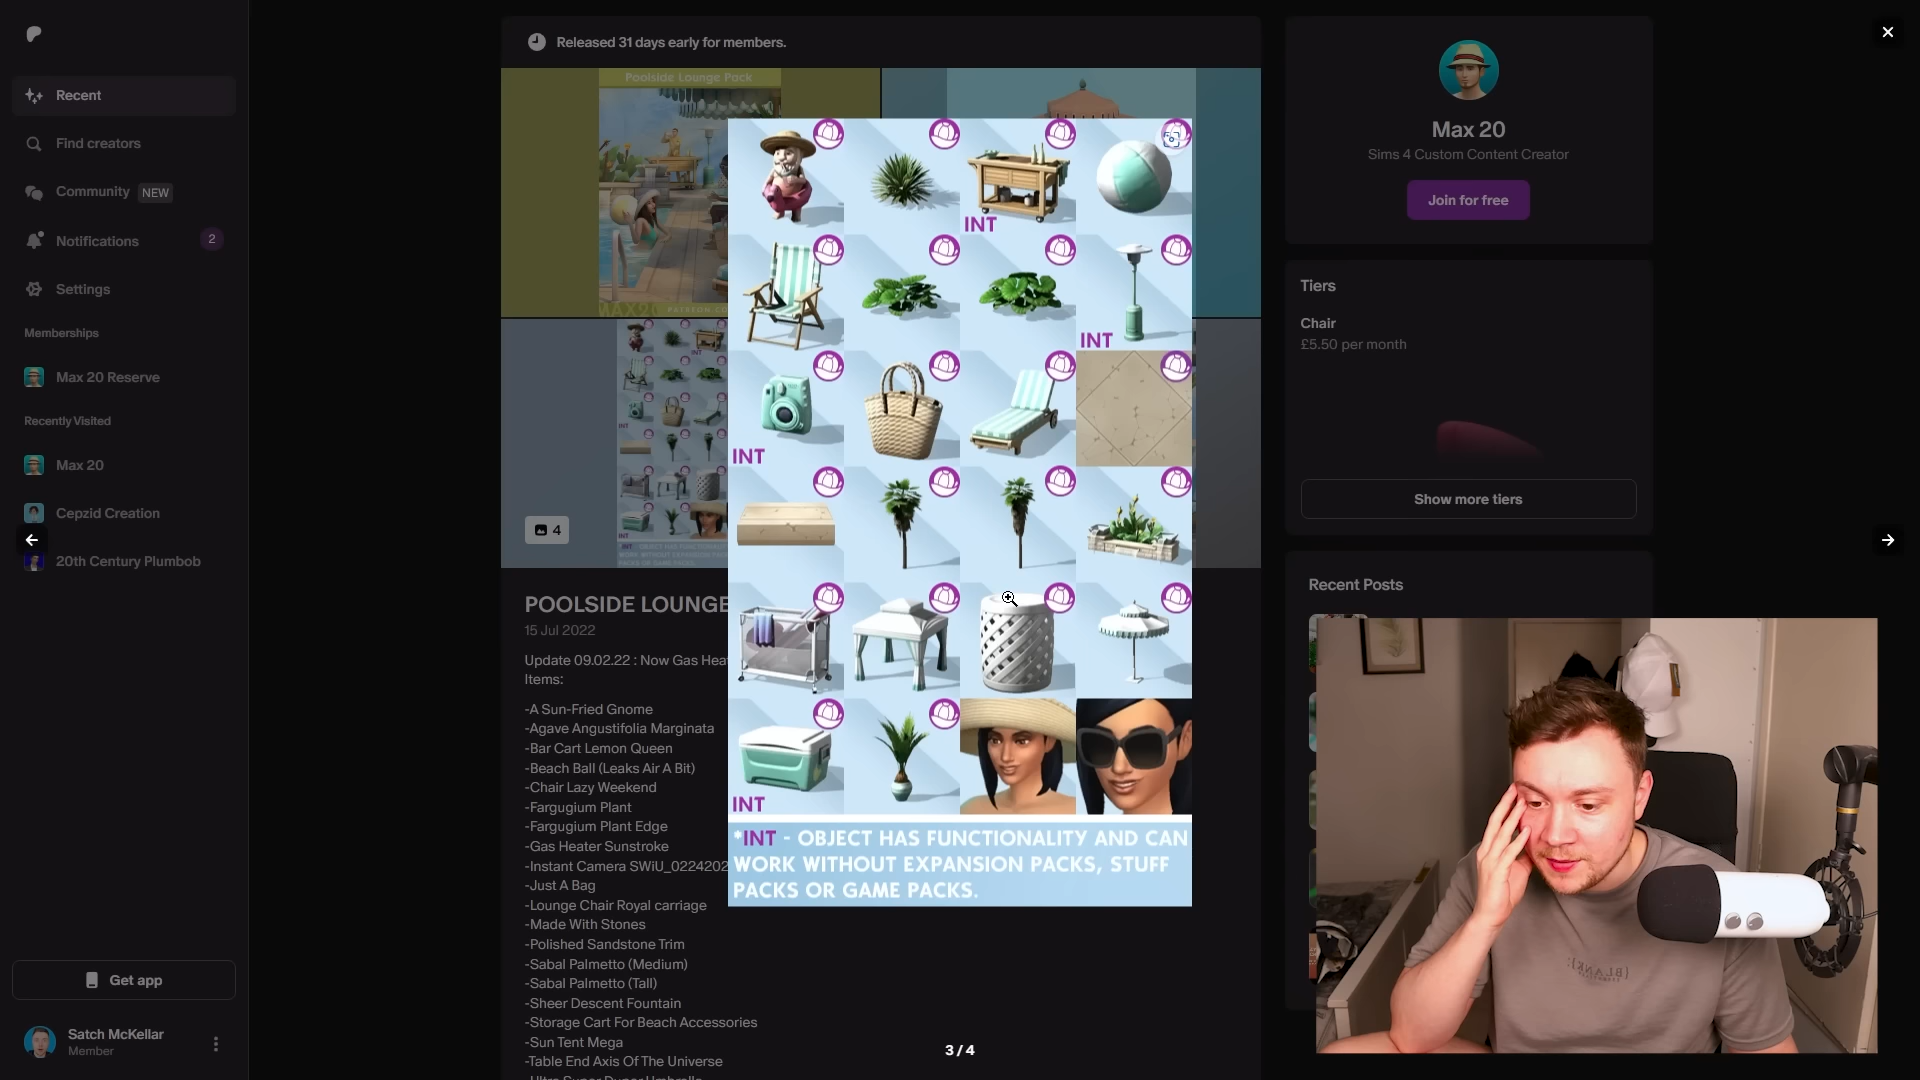 Released 31 days early for members.
Recent
Find creators
Community NEW
Notifications 2
Settings
Memberships
Max 20 Reserve
Recently Visited
Max 20
Cepzid Creation
20th Century Plumbob
Get app
Satch McKellar
Member
Poolside Lounge Pack
4
POOLSIDE LOUNGE
15 Jul 2022
Update 09.02.22 : Now Gas Hea
Items:
-A Sun-Fried Gnome
-Agave Angustifolia Marginata
-Bar Cart Lemon Queen
-Beach Ball (Leaks Air A Bit)
-Chair Lazy Weekend
-Fargugium Plant
-Fargugium Plant Edge
-Gas Heater Sunstroke
-Instant Camera SWiU_0224202
-Just A Bag
-Lounge Chair Royal carriage
-Made With Stones
-Polished Sandstone Trim
-Sabal Palmetto (Medium)
-Sabal Palmetto (Tall)
-Sheer Descent Fountain
-Storage Cart For Beach Accessories
-Sun Tent Mega
-Table End Axis Of The Universe
-Ultra Super Duper Umbrella
INT
INT
INT
INT
*INT - OBJECT HAS FUNCTIONALITY AND CAN
WORK WITHOUT EXPANSION PACKS, STUFF
PACKS OR GAME PACKS.
3 / 4
Max 20
Sims 4 Custom Content Creator
Join for free
Tiers
Chair
£5.50 per month
Show more tiers
Recent Posts